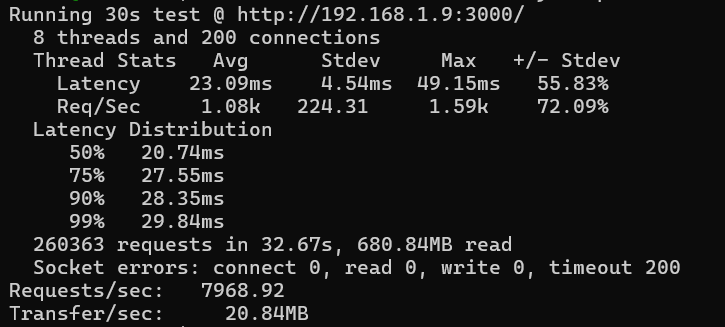 Running 30s test @ http://192.168.1.9:3000/
8 threads and 200 connections
Thread Stats Avg Stdev Max +/- Stdev
Latency 23.09ms 4.54ms 49.15ms 55.83%
Req/Sec 1.08k 224.31 1.59k 72.09%
Latency Distribution
50% 20.74ms
75% 27.55ms
90% 28.35ms
99% 29.84ms
260363 requests in 32.67s, 680.84MB read
Socket errors: connect 0, read 0, write 0, timeout 200
Requests/sec: 7968.92
Transfer/sec: 20.84MB